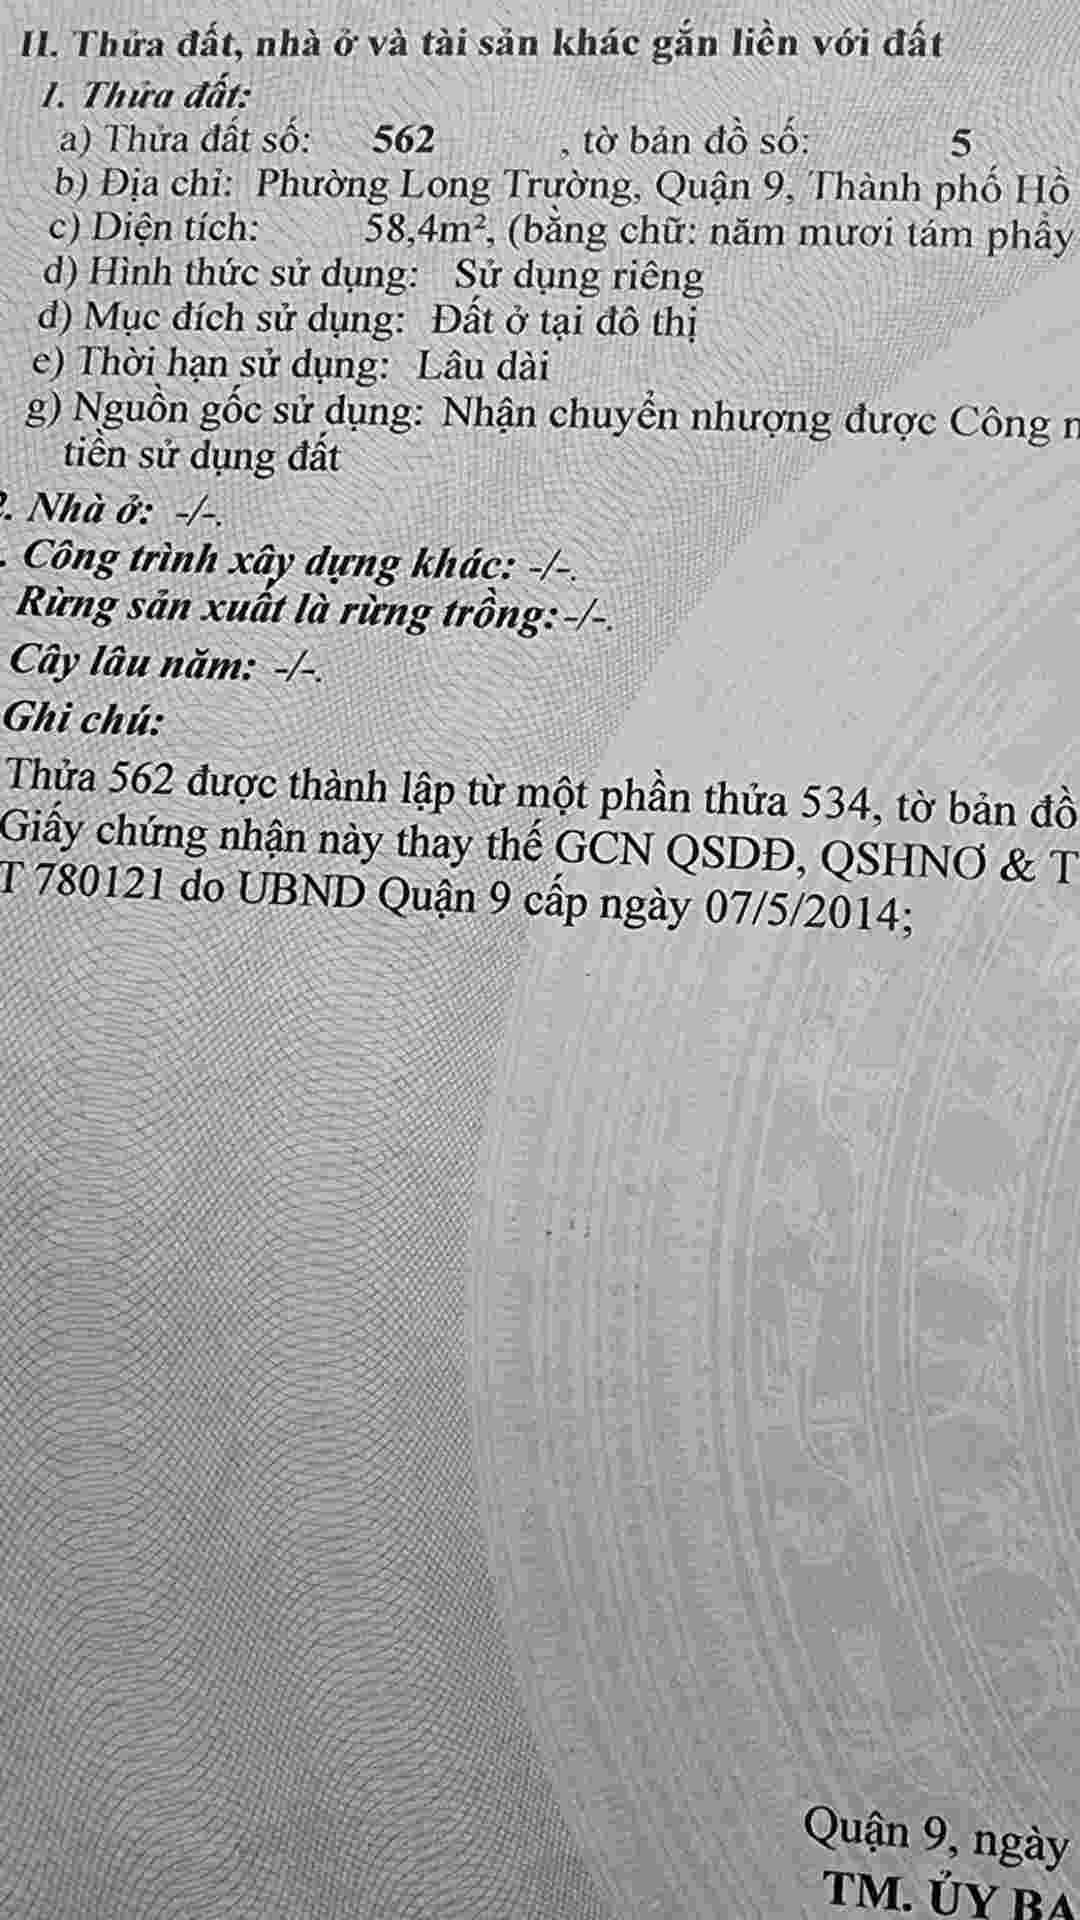 II. Thửa đất, nhà ở và tài sản khác gắn liền với đất
1. Thửa đất:
a) Thửa đất số: 562 , tờ bản đồ số: 5
b) Địa chỉ: Phường Long Trường, Quận 9, Thành phố Hồ
c) Diện tích: 58,4m², (bằng chữ: năm mươi tám phẩy
d) Hình thức sử dụng: Sử dụng riêng
đ) Mục đích sử dụng: Đất ở tại đô thị
e) Thời hạn sử dụng: Lâu dài
g) Nguồn gốc sử dụng: Nhận chuyển nhượng được Công n
tiền sử dụng đất
2. Nhà ở: -/-.
. Công trình xây dựng khác: -/-.
Rừng sản xuất là rừng trồng: -/-.
Cây lâu năm: -/-.
Ghi chú:
Thửa 562 được thành lập từ một phần thửa 534, tờ bản đồ
Giấy chứng nhận này thay thế GCN QSDĐ, QSHNƠ & T
T 780121 do UBND Quận 9 cấp ngày 07/5/2014;
Quận 9, ngày
TM. ỦY BA